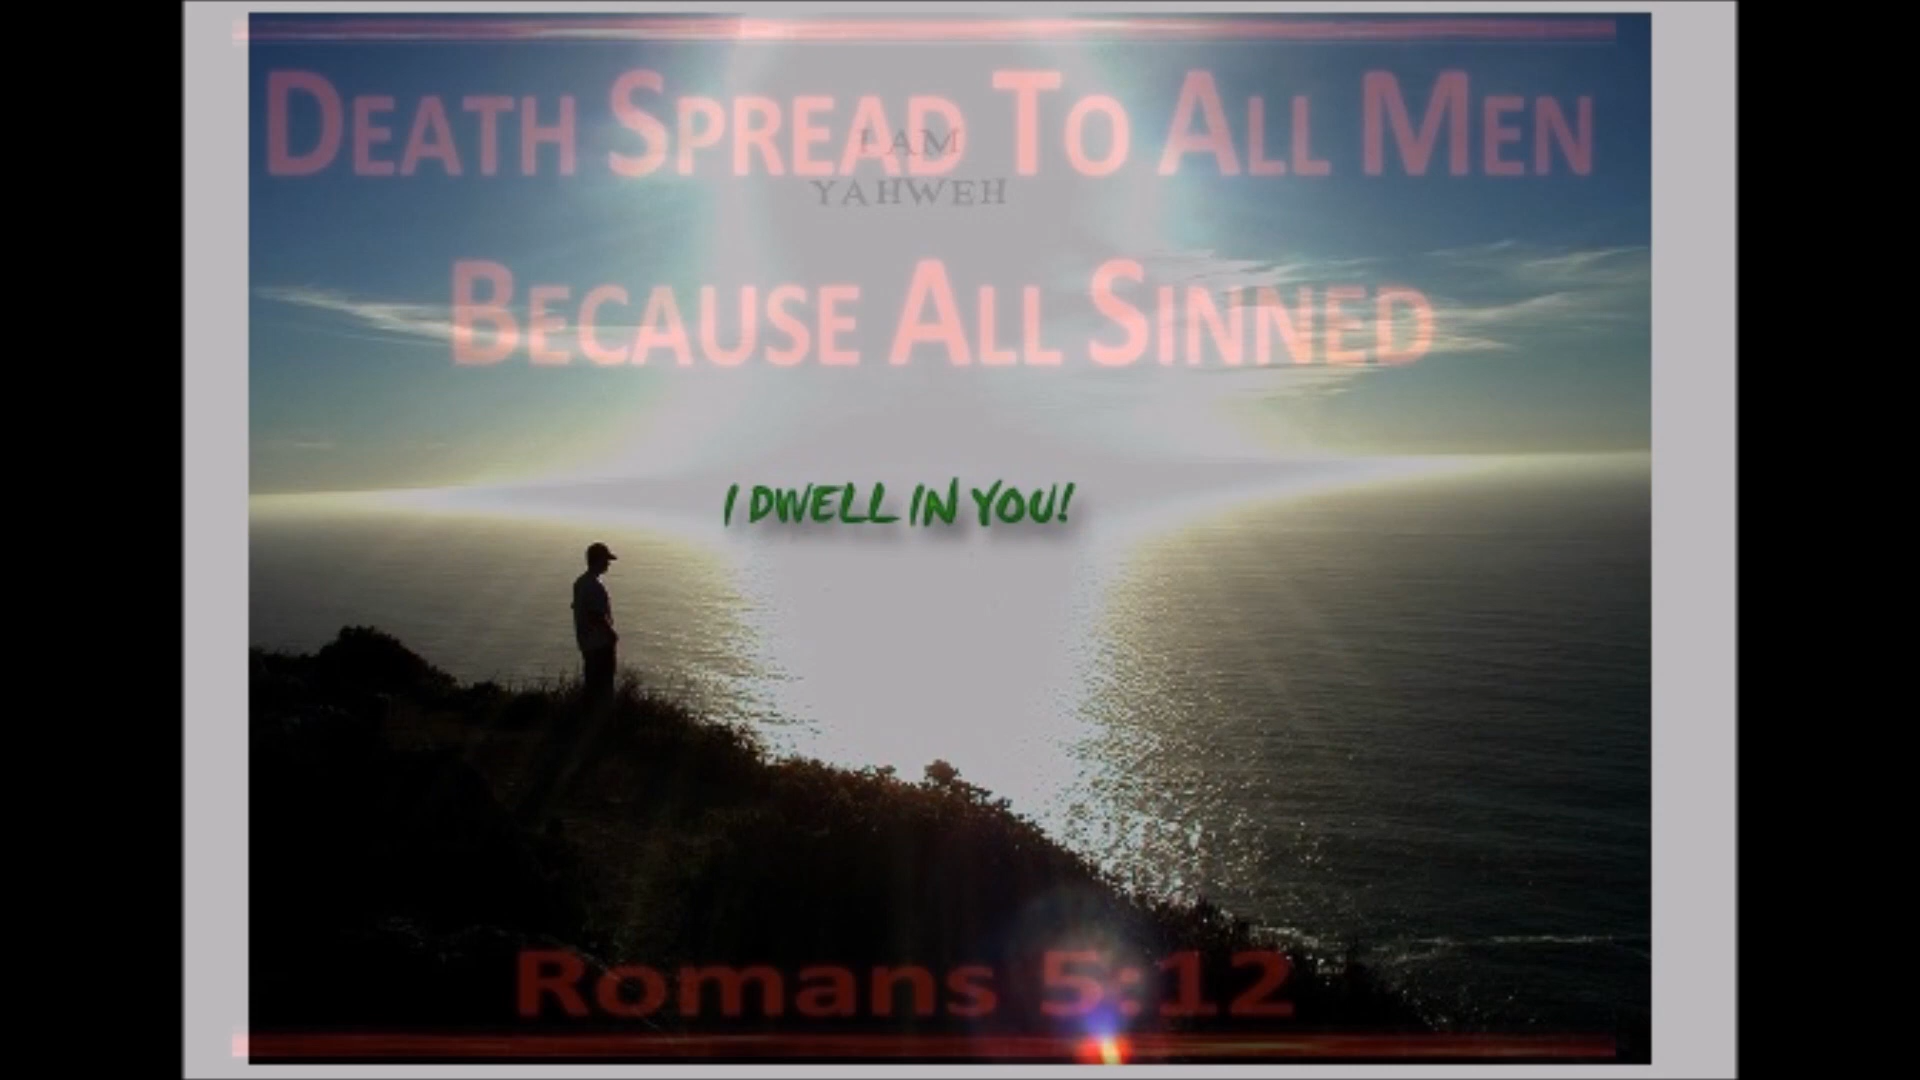 Death Spread To All Men
I AM
YAHWEH
Because All Sinned
I DWELL IN YOU!
Romans 5:12